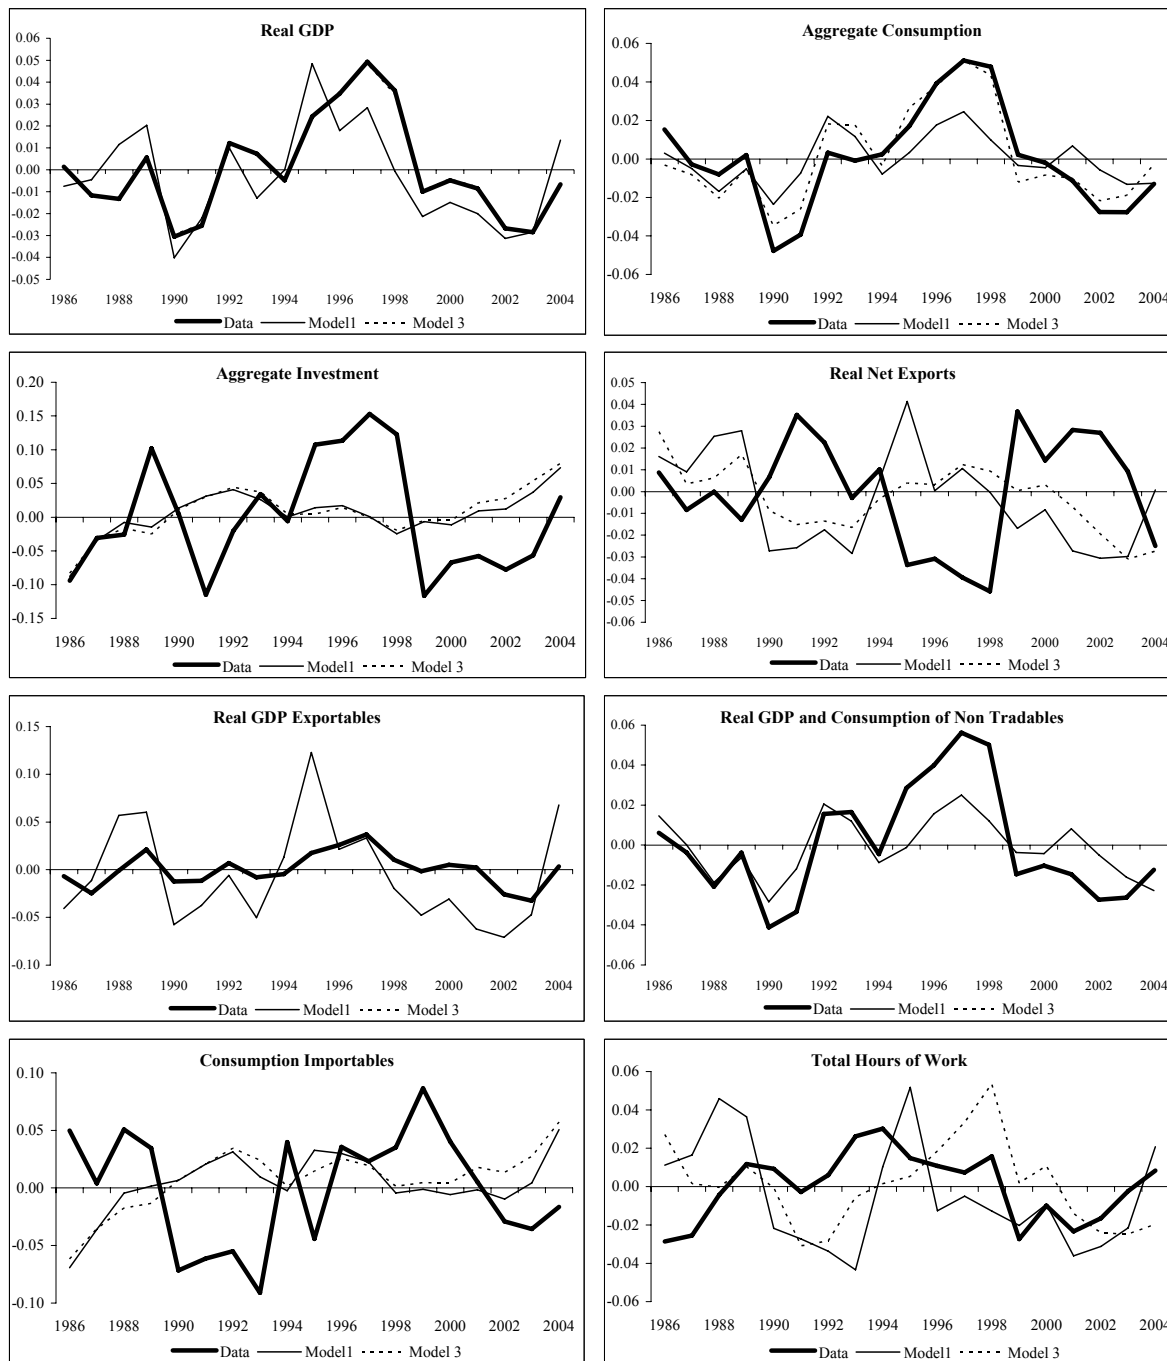 Real GDP
0.06
0.05
0.04
0.03
0.02
0.01
0.00
-0.01
-0.02
-0.03
-0.04
-0.05
1986 1988 1990 1992 1994 1996 1998 2000 2002 2004
Data Model1 Model 3
Aggregate Consumption
0.06
0.04
0.02
0.00
-0.02
-0.04
-0.06
1986 1988 1990 1992 1994 1996 1998 2000 2002 2004
Data Model1 Model 3
Aggregate Investment
0.20
0.15
0.10
0.05
0.00
-0.05
-0.10
-0.15
1986 1988 1990 1992 1994 1996 1998 2000 2002 2004
Data Model1 Model 3
Real Net Exports
0.05
0.04
0.03
0.02
0.01
0.00
-0.01
-0.02
-0.03
-0.04
-0.05
-0.06
1986 1988 1990 1992 1994 1996 1998 2000 2002 2004
Data Model1 Model 3
Real GDP Exportables
0.15
0.10
0.05
0.00
-0.05
-0.10
1986 1988 1990 1992 1994 1996 1998 2000 2002 2004
Data Model1 Model 3
Real GDP and Consumption of Non Tradables
0.06
0.04
0.02
0.00
-0.02
-0.04
-0.06
1986 1988 1990 1992 1994 1996 1998 2000 2002 2004
Data Model1 Model 3
Consumption Importables
0.10
0.05
0.00
-0.05
-0.10
1986 1988 1990 1992 1994 1996 1998 2000 2002 2004
Data Model1 Model 3
Total Hours of Work
0.06
0.04
0.02
0.00
-0.02
-0.04
-0.06
1986 1988 1990 1992 1994 1996 1998 2000 2002 2004
Data Model1 Model 3